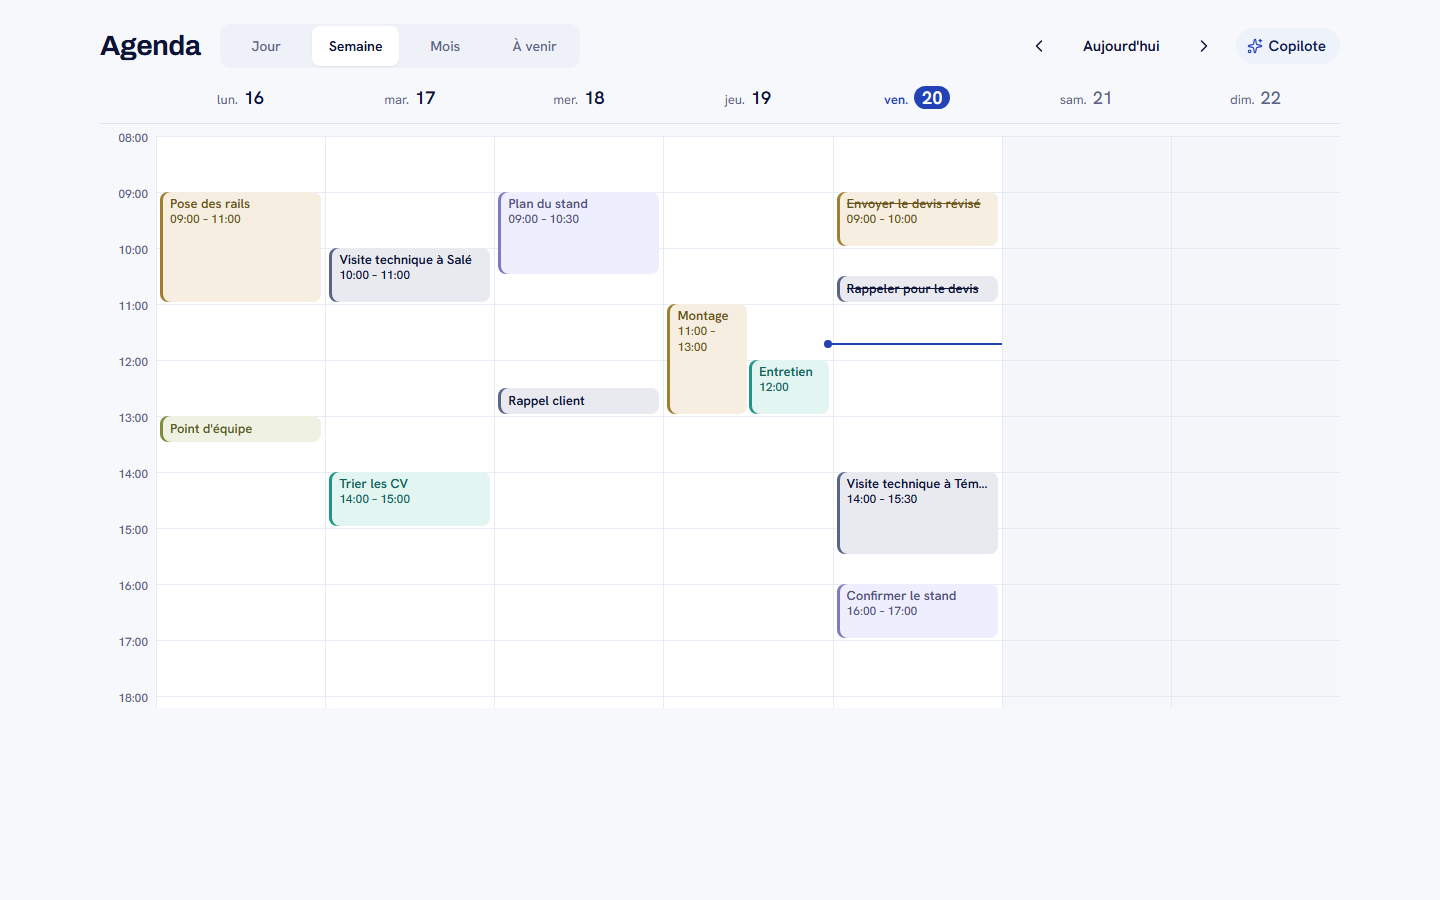 Agenda
Jour
Semaine
Mois
À venir
Aujourd'hui
Copilote
lun. 16
mar. 17
mer. 18
jeu. 19
ven. 20
sam. 21
dim. 22
08:00
09:00
10:00
11:00
12:00
13:00
14:00
15:00
16:00
17:00
18:00
Pose des rails
09:00 – 11:00
Point d'équipe
Visite technique à Salé
10:00 – 11:00
Trier les CV
14:00 – 15:00
Plan du stand
09:00 – 10:30
Rappel client
Montage
11:00 –
13:00
Entretien
12:00
Envoyer le devis révisé
09:00 – 10:00
Rappeler pour le devis
Visite technique à Tém...
14:00 – 15:30
Confirmer le stand
16:00 – 17:00